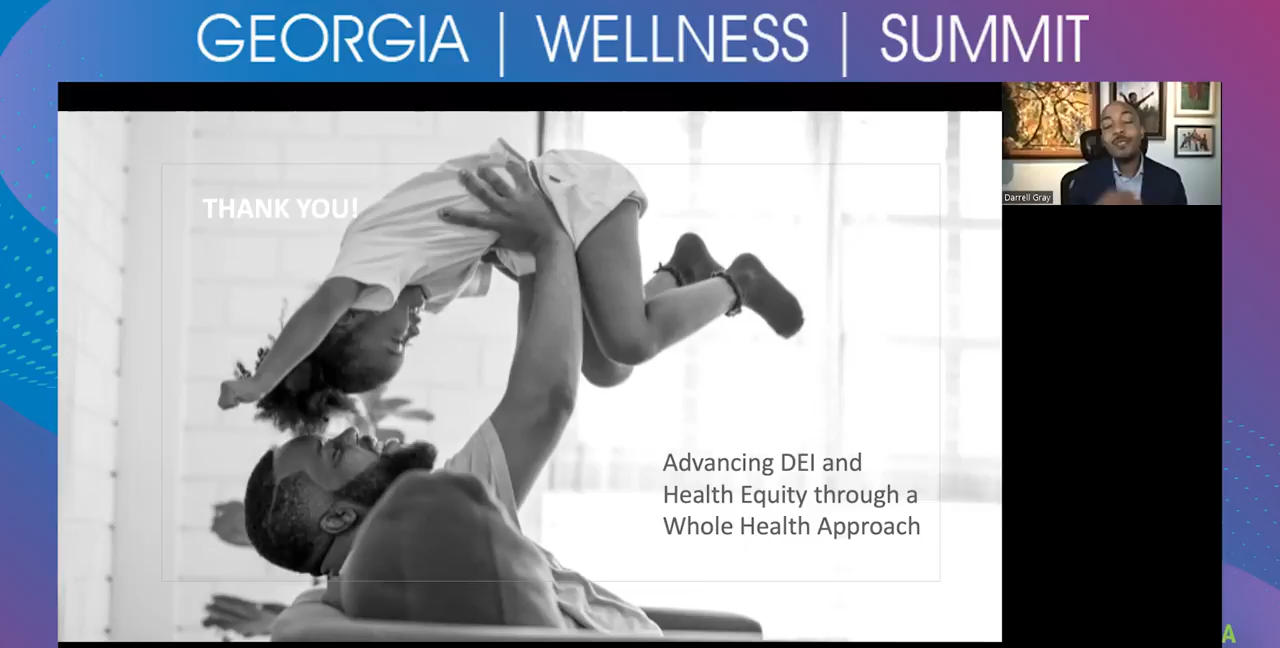 GEORGIA | WELLNESS | SUMMIT
Darrell Gray
THANK YOU!
Advancing DEI and
Health Equity through a
Whole Health Approach
A